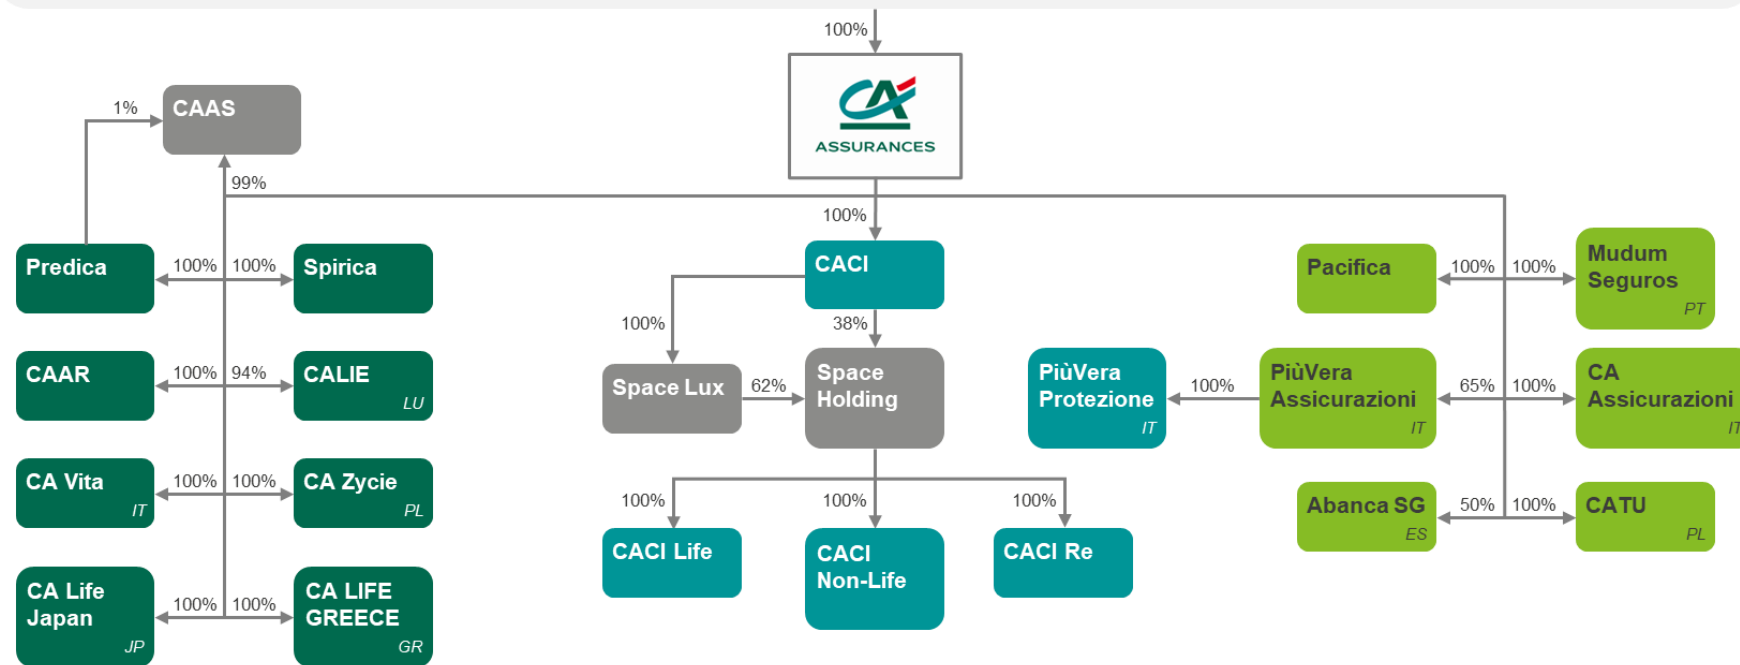 100%
CA
ASSURANCES
1%
CAAS
99%
100%
Predica
100%
100%
Spirica
CACI
Pacifica
100%
100%
Mudum
Seguros
PT
100%
38%
CAAR
100%
94%
CALIE
LU
Space Lux
62%
Space
Holding
PiùVera
Protezione
IT
100%
PiùVera
Assicurazioni
IT
65%
100%
CA
Assicurazioni
IT
CA Vita
IT
100%
100%
CA Zycie
PL
100%
100%
100%
Abanca SG
ES
50%
100%
CATU
PL
CACI Life
CACI
Non-Life
CACI Re
CA Life
Japan
JP
100%
100%
CA LIFE
GREECE
GR